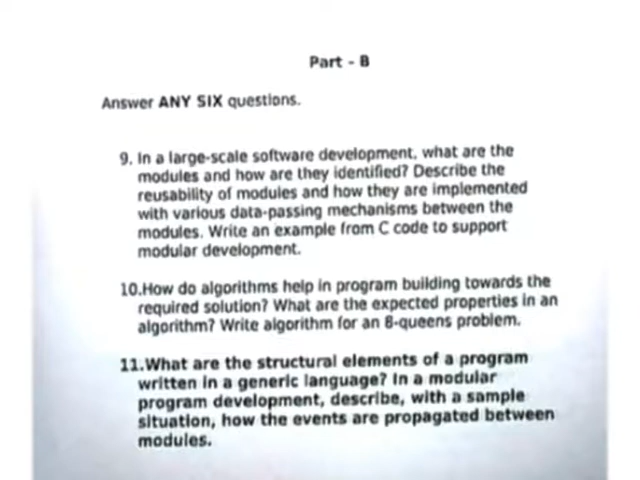 Part - B
Answer ANY SIX questions.
9. In a large-scale software development, what are the
modules and how are they identified? Describe the
reusability of modules and how they are implemented
with various data-passing mechanisms between the
modules. Write an example from C code to support
modular development.
10.How do algorithms help in program building towards the
required solution? What are the expected properties in an
algorithm? Write algorithm for an 8-queens problem.
11.What are the structural elements of a program
written in a generic language? In a modular
program development, describe, with a sample
situation, how the events are propagated between
modules.